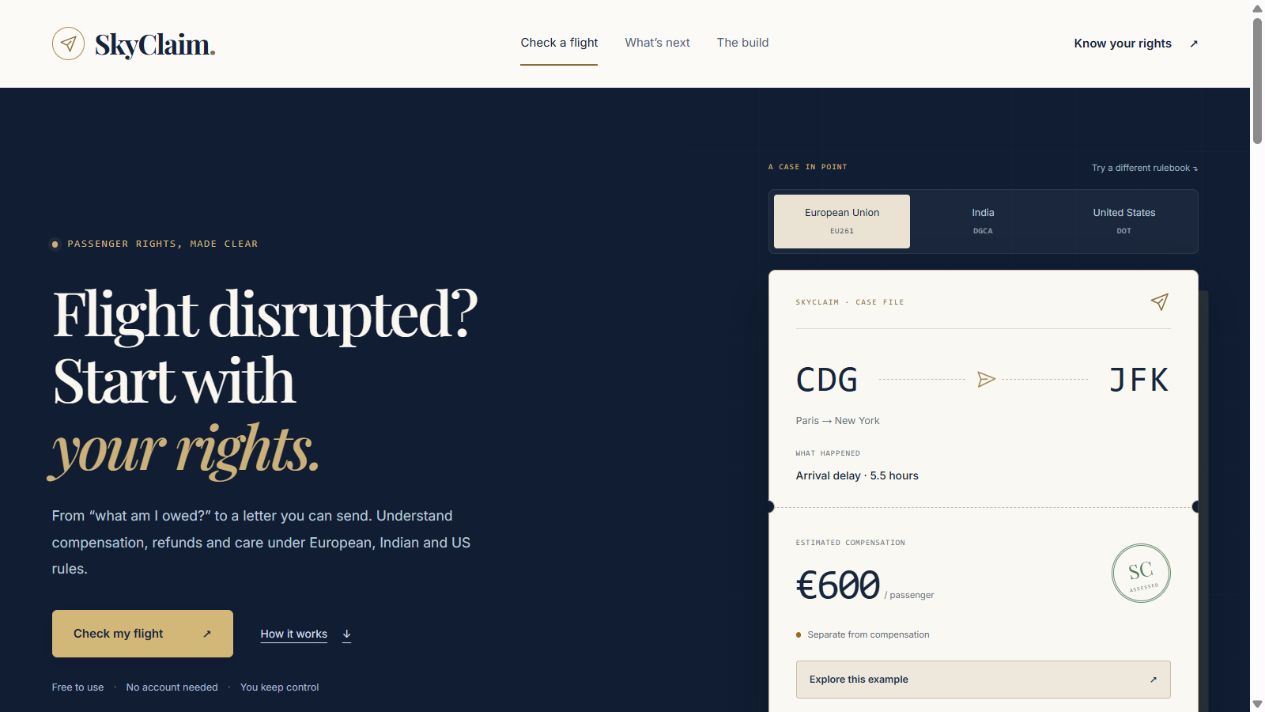 SkyClaim.
Check a flight
What's next
The build
Know your rights ↗
PASSENGER RIGHTS, MADE CLEAR
Flight disrupted?
Start with
your rights.
From “what am I owed?” to a letter you can send. Understand
compensation, refunds and care under European, Indian and US
rules.
Check my flight ↗
How it works ↓
Free to use · No account needed · You keep control
A CASE IN POINT
Try a different rulebook ↴
European Union
EU261
India
DGCA
United States
DOT
SKYCLAIM · CASE FILE
CDG
JFK
Paris → New York
WHAT HAPPENED
Arrival delay · 5.5 hours
ESTIMATED COMPENSATION
€600 / passenger
SC
ASSESSED
Separate from compensation
Explore this example ↗